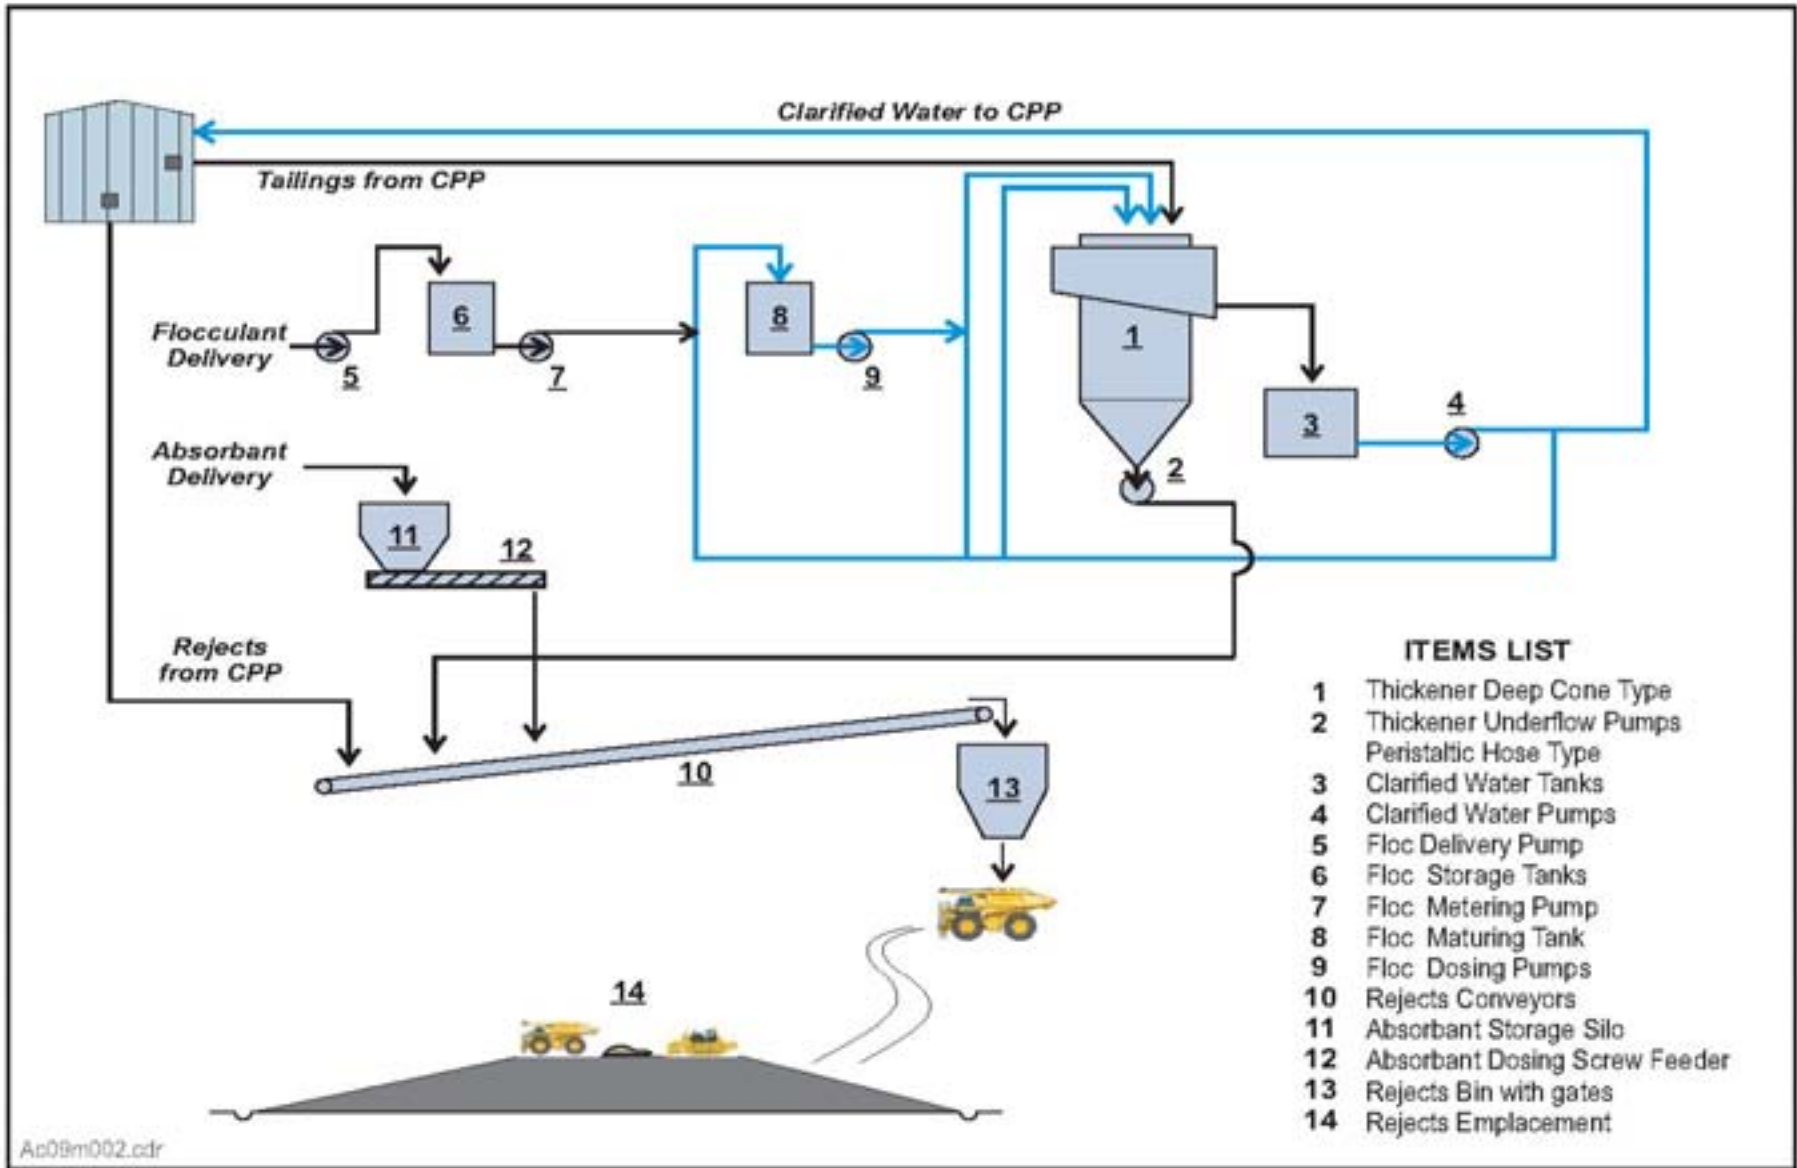 Clarified Water to CPP
Tailings from CPP
Flocculant
Delivery
5
6
7
8
9
1
2
3
4
Absorbant
Delivery
11
12
Rejects
from CPP
10
13
14
ITEMS LIST
1 Thickener Deep Cone Type
2 Thickener Underflow Pumps
Peristaltic Hose Type
3 Clarified Water Tanks
4 Clarified Water Pumps
5 Floc Delivery Pump
6 Floc Storage Tanks
7 Floc Metering Pump
8 Floc Maturing Tank
9 Floc Dosing Pumps
10 Rejects Conveyors
11 Absorbant Storage Silo
12 Absorbant Dosing Screw Feeder
13 Rejects Bin with gates
14 Rejects Emplacement
Ac09m002.cdr